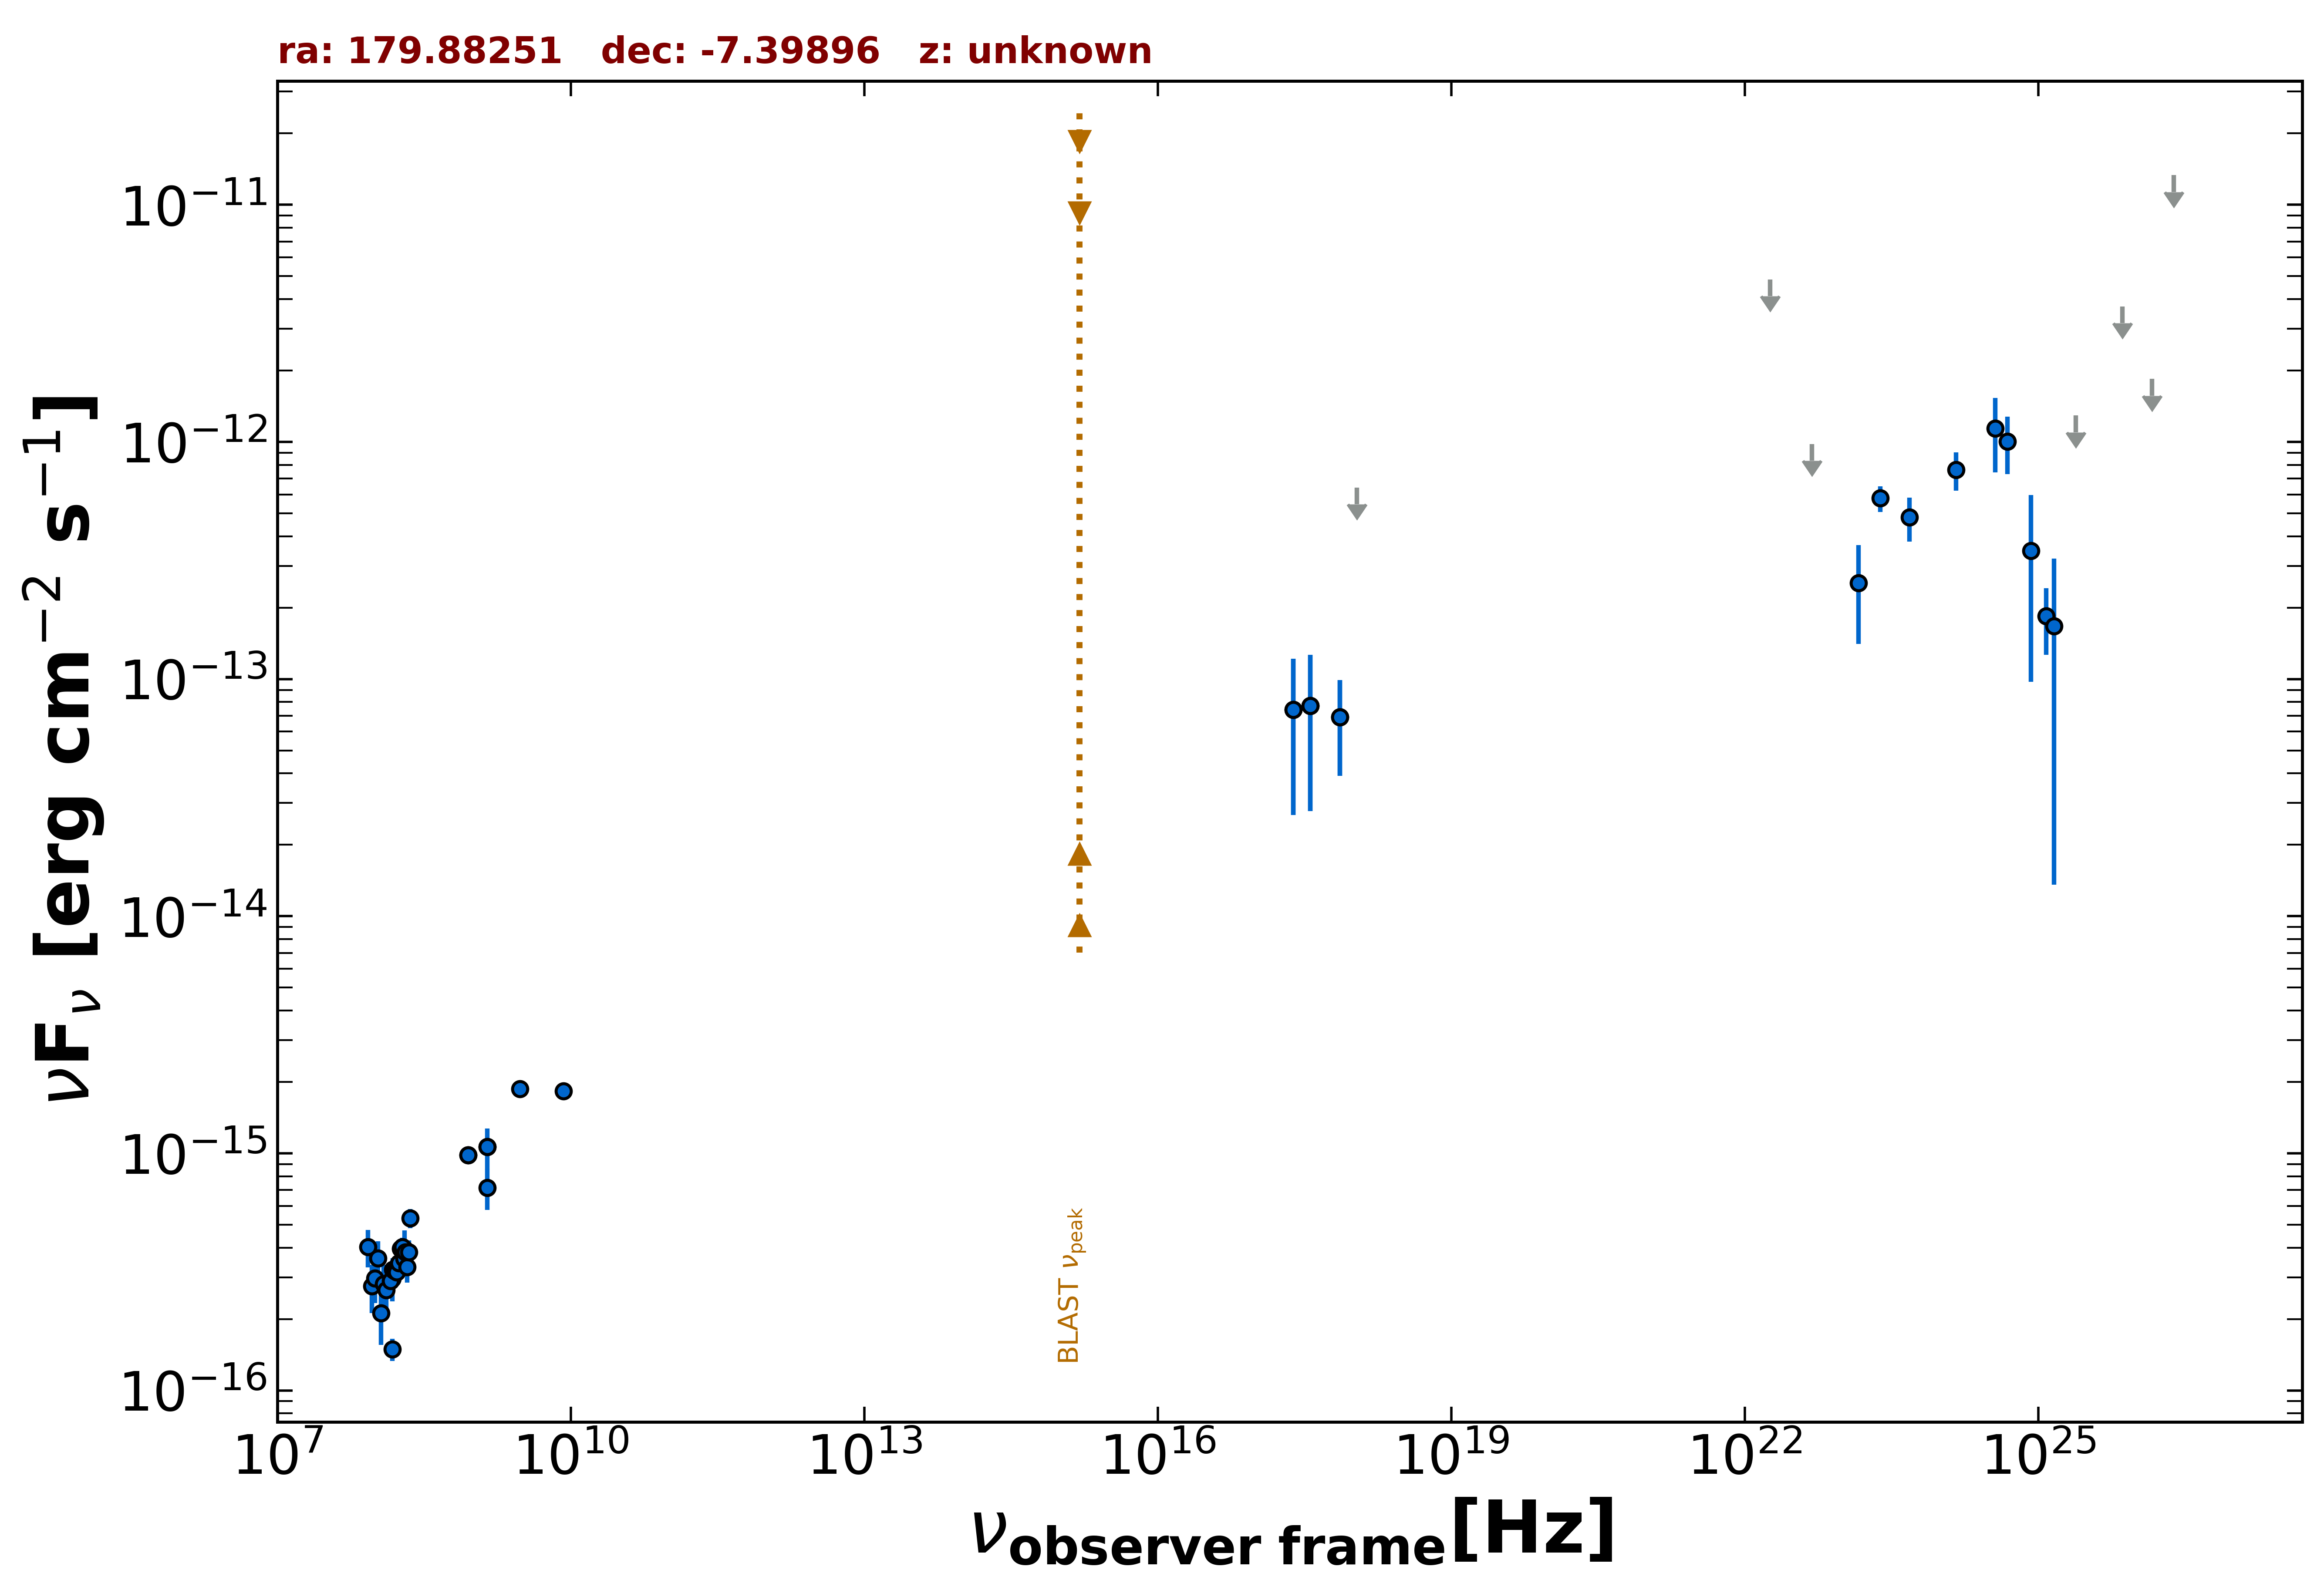 ra: 179.88251 dec: -7.39896 z: unknown
νFν [erg cm−2 s−1]
10−11
10−12
10−13
10−14
10−15
10−16
BLAST νpeak
107 1010 1013 1016 1019 1022 1025
νobserver frame[Hz]